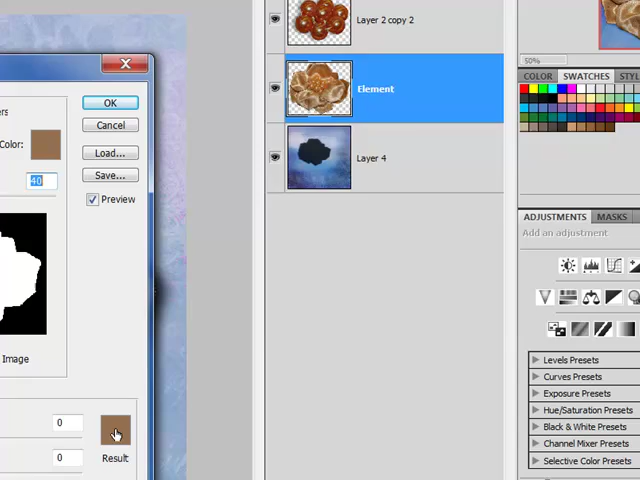 Layer 2 copy 2
Element
Layer 4
ers
OK
Cancel
Color:
Load...
40
Save...
Preview
Image
0
0
Result
50%
COLOR SWATCHES STYL
ADJUSTMENTS MASKS
Add an adjustment
Levels Presets
Curves Presets
Exposure Presets
Hue/Saturation Presets
Black & White Presets
Channel Mixer Presets
Selective Color Presets